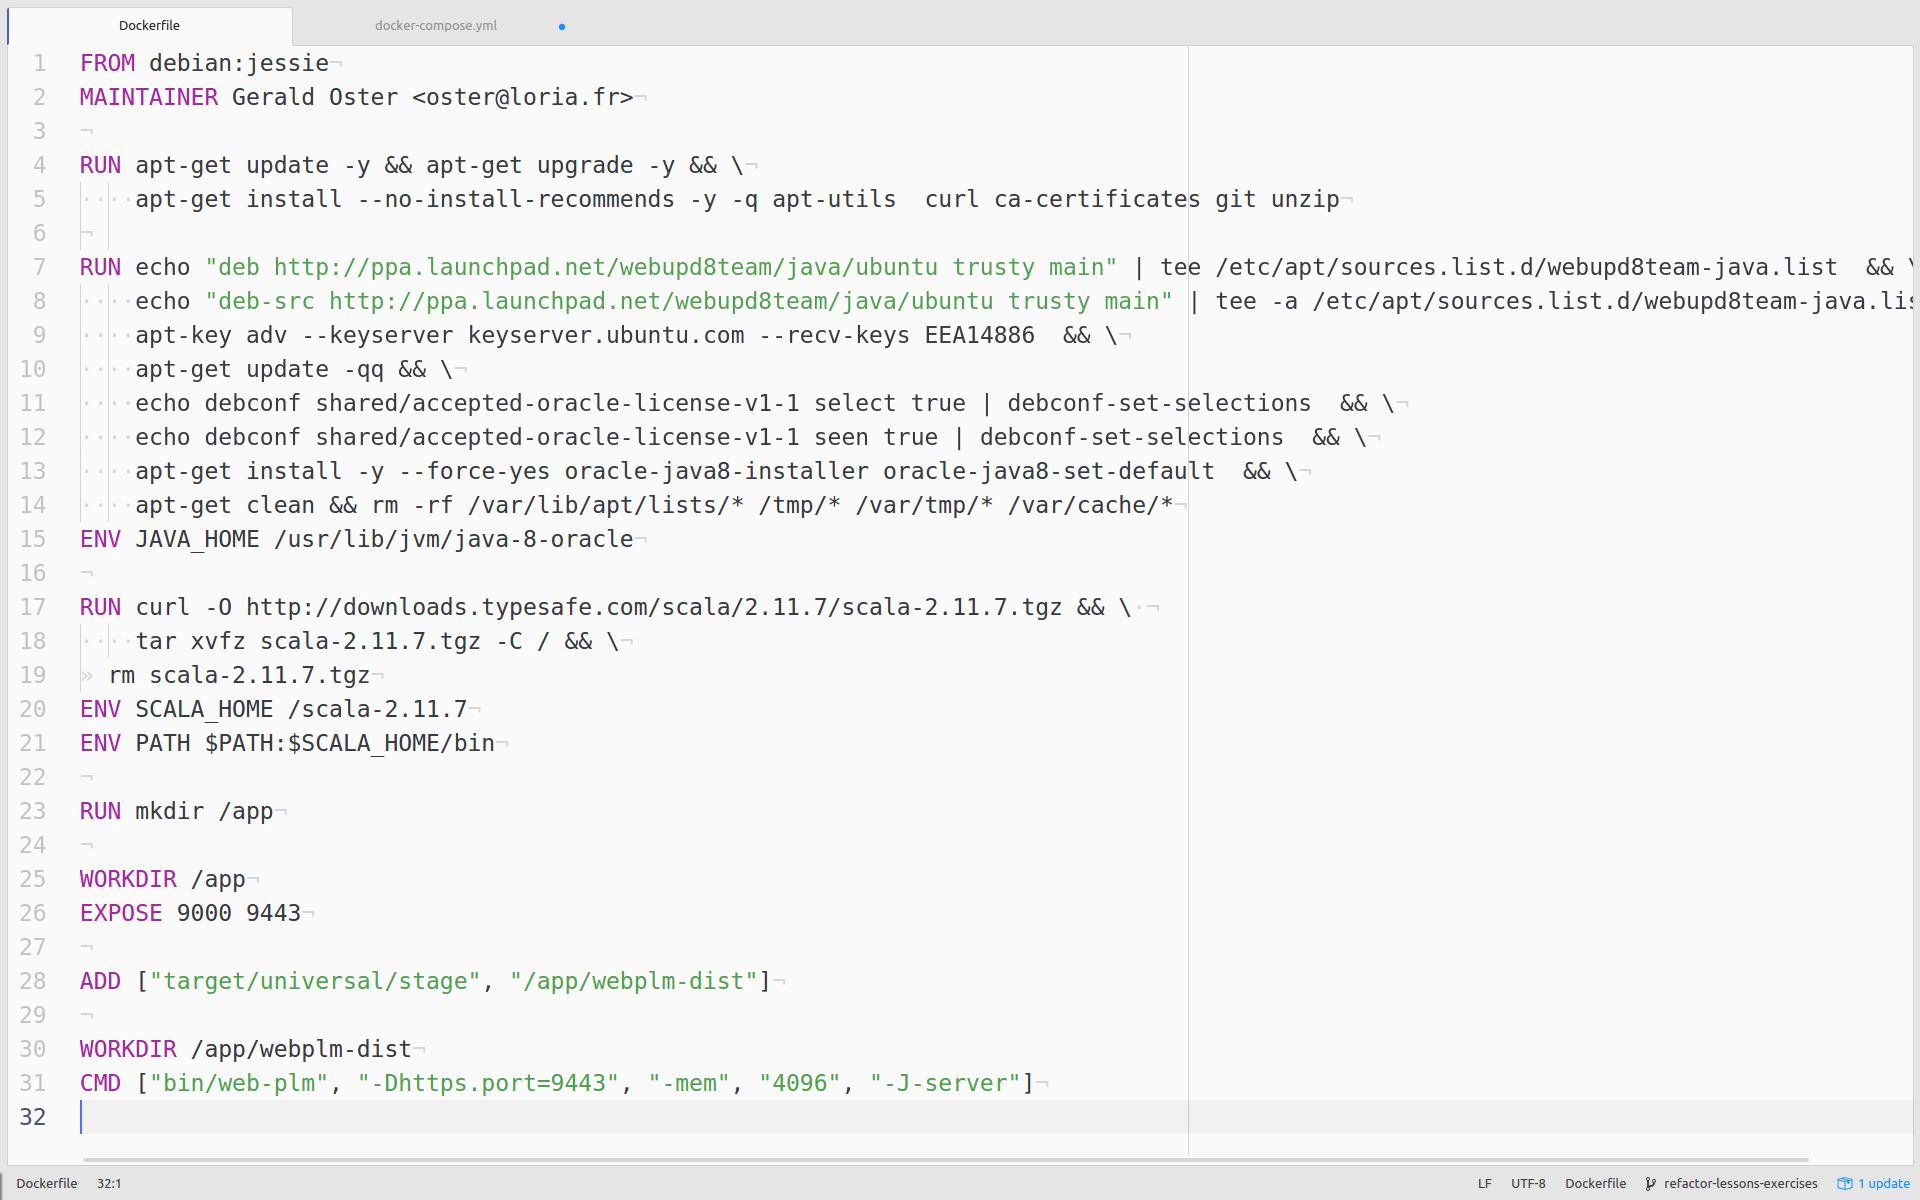 Dockerfile docker-compose.yml
1 FROM debian:jessie¬
2 MAINTAINER Gerald Oster <oster@loria.fr>¬
3 ¬
4 RUN apt-get update -y && apt-get upgrade -y && \¬
5 ····apt-get install --no-install-recommends -y -q apt-utils  curl ca-certificates git unzip¬
6 ¬
7 RUN echo "deb http://ppa.launchpad.net/webupd8team/java/ubuntu trusty main" | tee /etc/apt/sources.list.d/webupd8team-java.list  && \
8 ····echo "deb-src http://ppa.launchpad.net/webupd8team/java/ubuntu trusty main" | tee -a /etc/apt/sources.list.d/webupd8team-java.lis
9 ····apt-key adv --keyserver keyserver.ubuntu.com --recv-keys EEA14886  && \¬
10 ····apt-get update -qq && \¬
11 ····echo debconf shared/accepted-oracle-license-v1-1 select true | debconf-set-selections  && \¬
12 ····echo debconf shared/accepted-oracle-license-v1-1 seen true | debconf-set-selections  && \¬
13 ····apt-get install -y --force-yes oracle-java8-installer oracle-java8-set-default  && \¬
14 ····apt-get clean && rm -rf /var/lib/apt/lists/* /tmp/* /var/tmp/* /var/cache/*¬
15 ENV JAVA_HOME /usr/lib/jvm/java-8-oracle¬
16 ¬
17 RUN curl -O http://downloads.typesafe.com/scala/2.11.7/scala-2.11.7.tgz && \·¬
18 ····tar xvfz scala-2.11.7.tgz -C / && \¬
19 » rm scala-2.11.7.tgz¬
20 ENV SCALA_HOME /scala-2.11.7¬
21 ENV PATH $PATH:$SCALA_HOME/bin¬
22 ¬
23 RUN mkdir /app¬
24 ¬
25 WORKDIR /app¬
26 EXPOSE 9000 9443¬
27 ¬
28 ADD ["target/universal/stage", "/app/webplm-dist"]¬
29 ¬
30 WORKDIR /app/webplm-dist¬
31 CMD ["bin/web-plm", "-Dhttps.port=9443", "-mem", "4096", "-J-server"]¬
32
Dockerfile 32:1 LF UTF-8 Dockerfile refactor-lessons-exercises 1 update